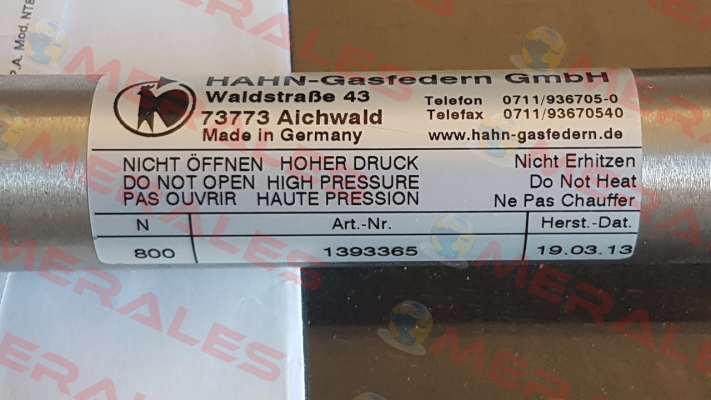 P.A. Mod. NT8
HAHN-Gasfedern GmbH
Waldstraße 43
73773 Aichwald
Made in Germany
Telefon 0711/936705-0
Telefax 0711/93670540
www.hahn-gasfedern.de
NICHT ÖFFNEN HOHER DRUCK Nicht Erhitzen
DO NOT OPEN HIGH PRESSURE Do Not Heat
PAS OUVRIR HAUTE PRESSION Ne Pas Chauffer
N Art.-Nr. Herst.-Dat.
800 1393365 19.03.13
MERALES
MERALES
MERALES